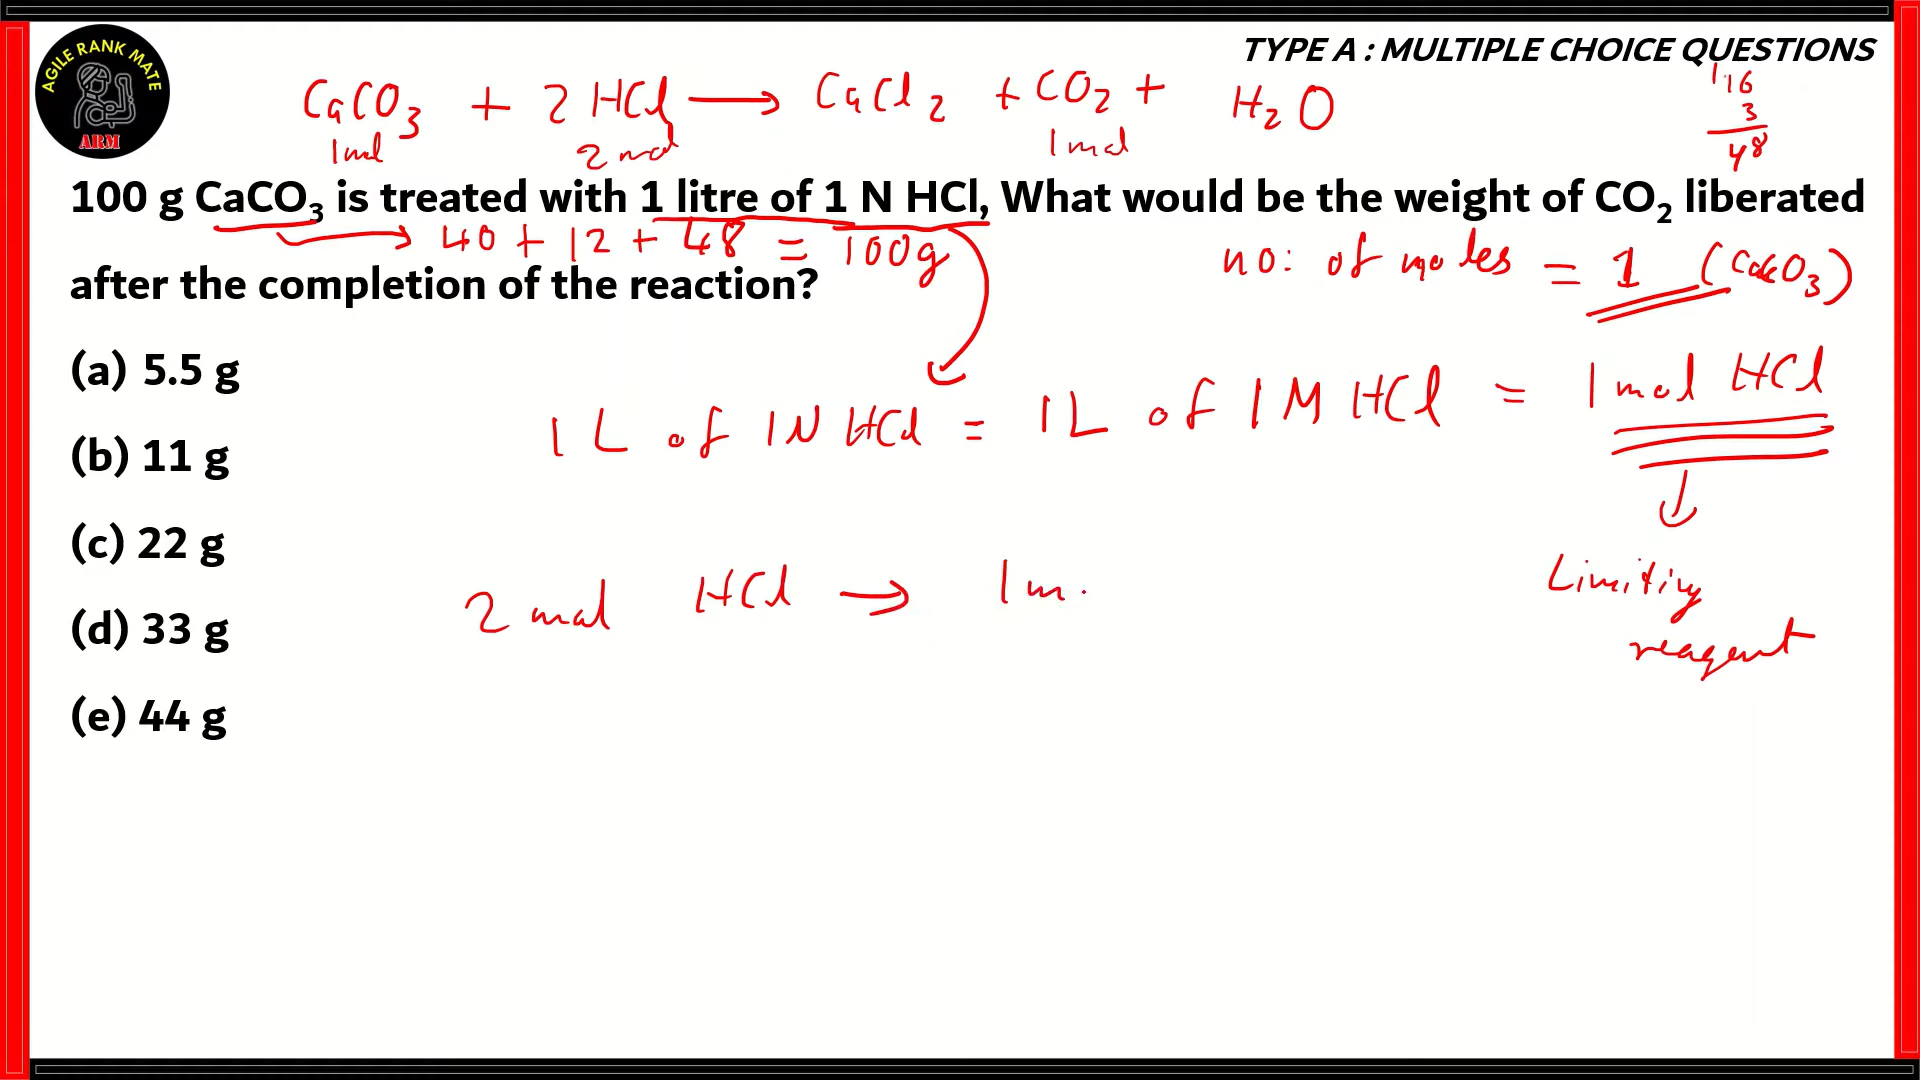 AGILE RANK MATE
ARM
TYPE A : MULTIPLE CHOICE QUESTIONS
CaCO3 + 2 HCl → CaCl2 + CO2 + H2O
1 mol 2 mol 1 mol
1.16
3
48
100 g CaCO3 is treated with 1 litre of 1 N HCl, What would be the weight of CO2 liberated
→ 40 + 12 + 48 = 100g
no: of moles = 1 (CaCO3)
after the completion of the reaction?
(a) 5.5 g
1 L of 1N HCl = 1L of 1M HCl = 1 mol HCl
(b) 11 g
(c) 22 g
Limiting
reagent
2 mol HCl → 1 m.
(d) 33 g
(e) 44 g